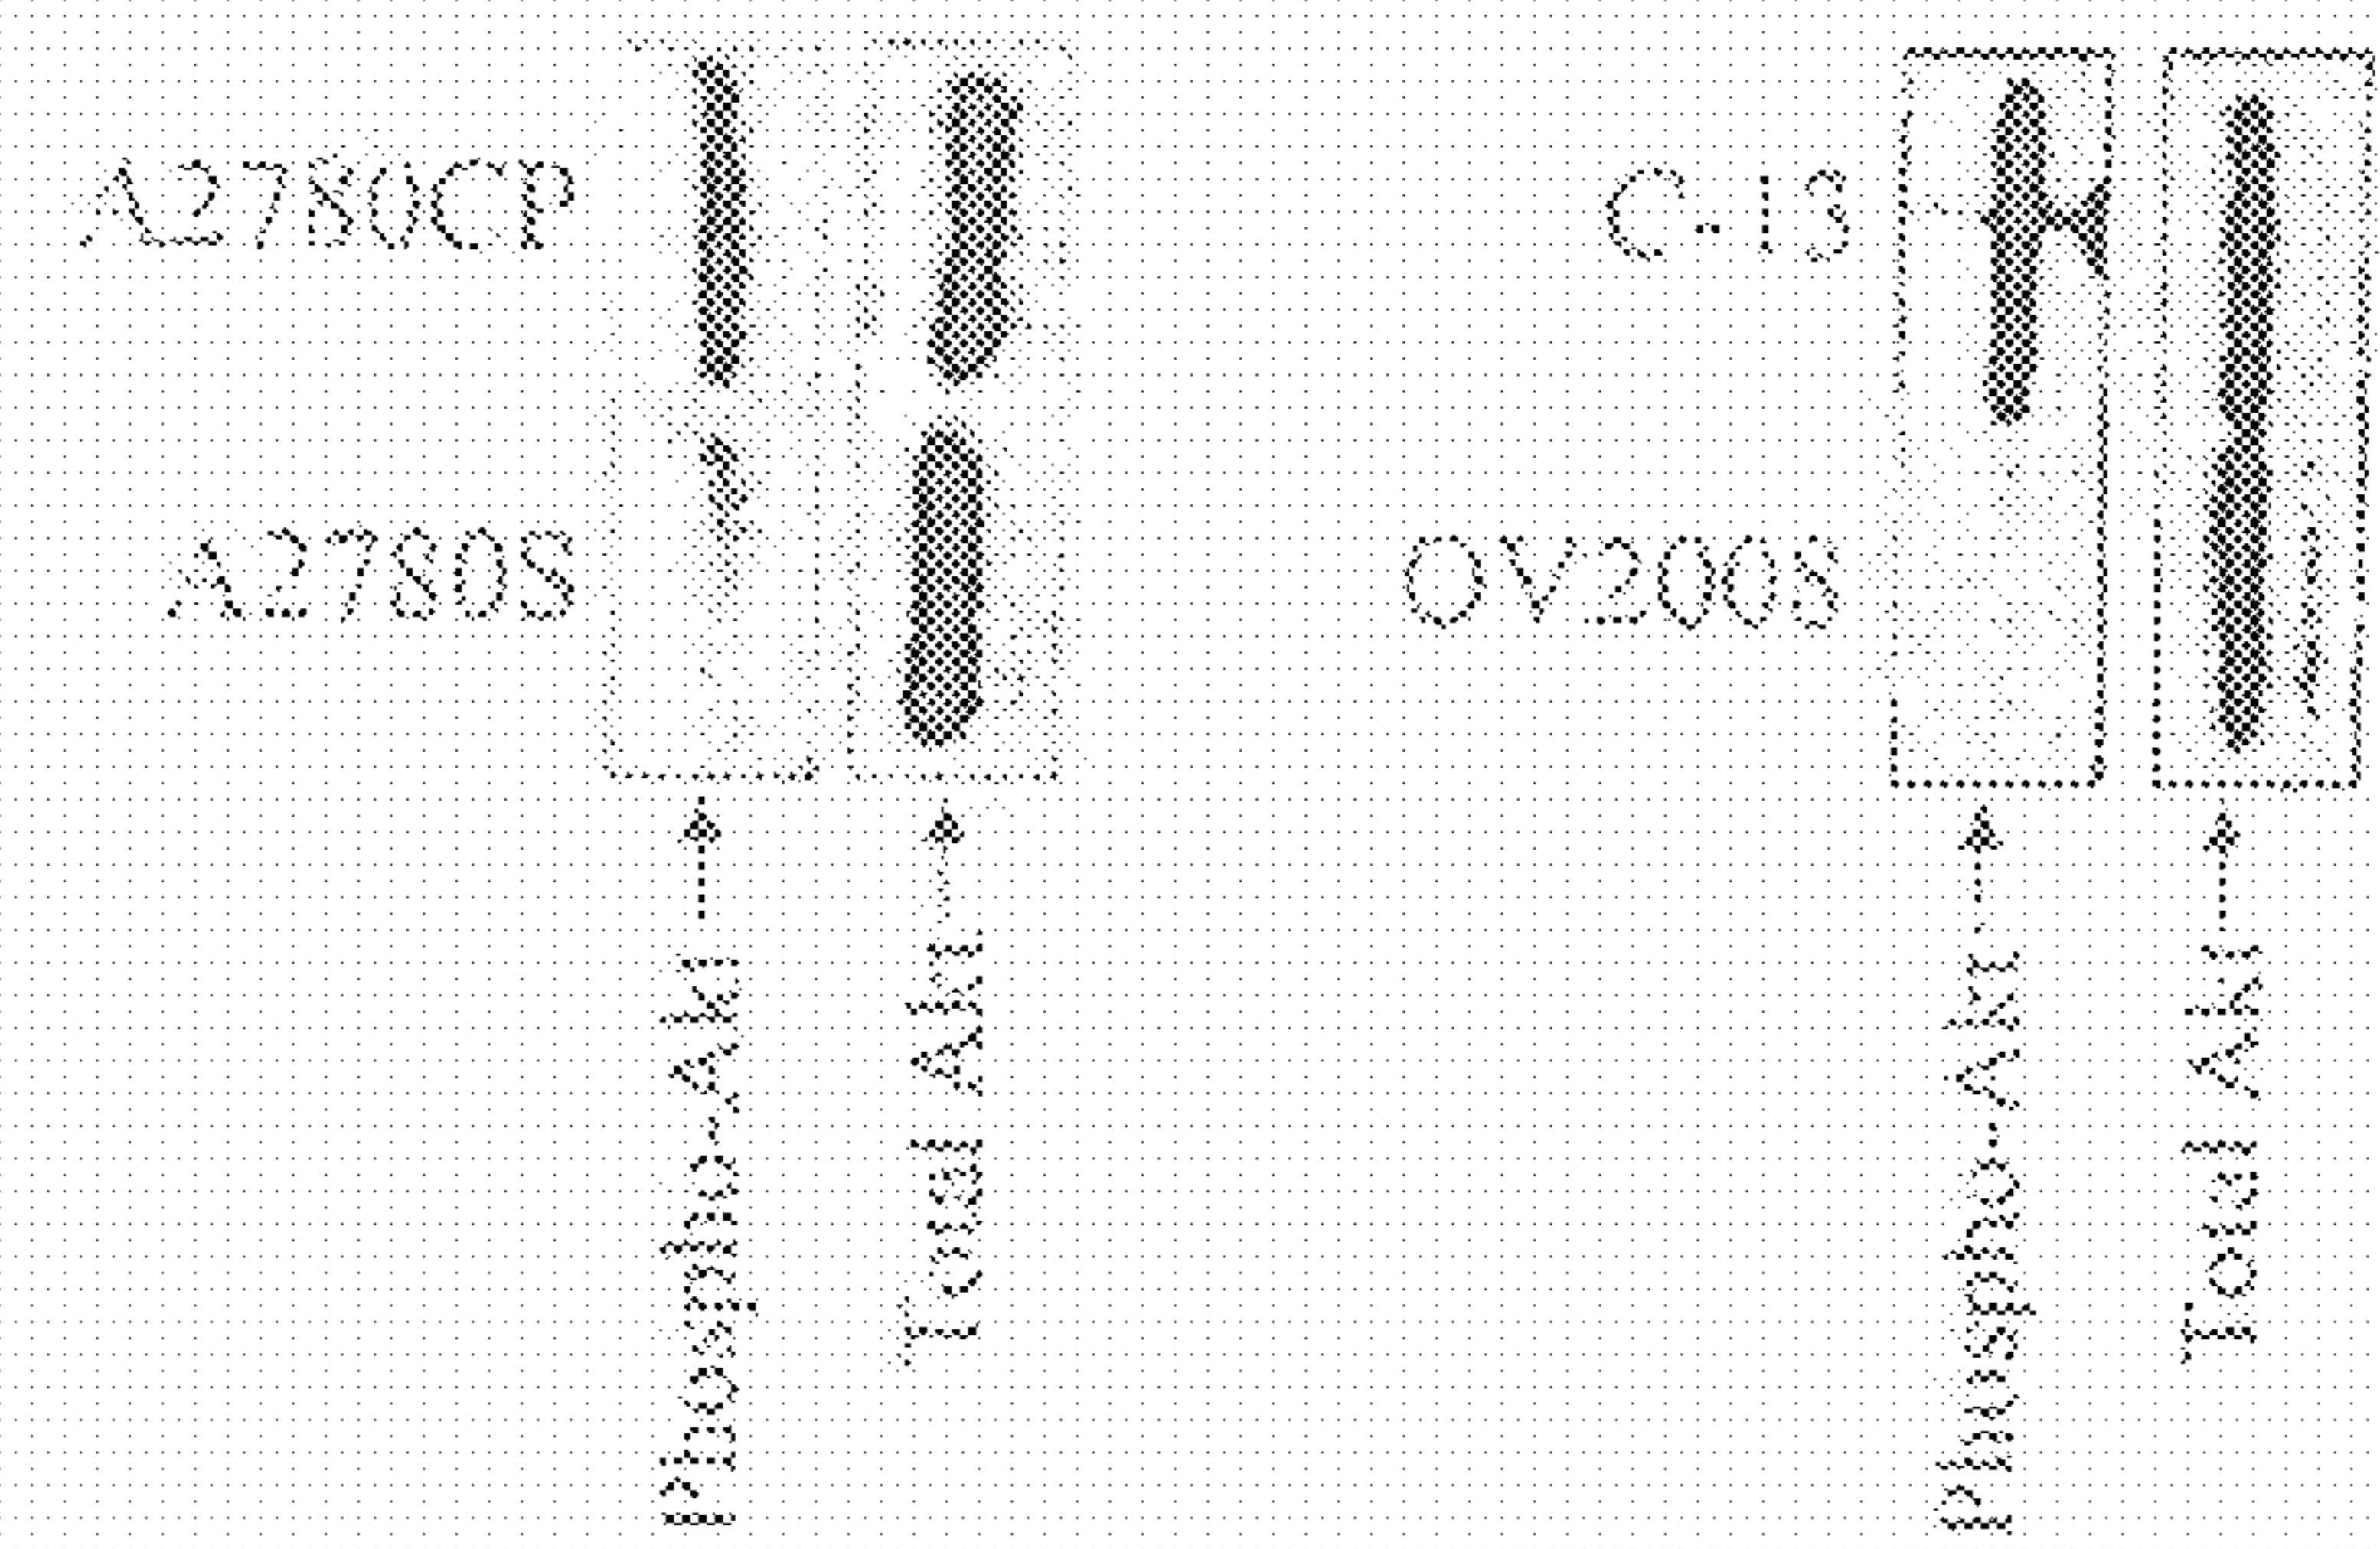 A2780CP
A2780S
Phospho-Akt
Total Akt
C-13
OV2008
Phospho-Akt
Total Akt